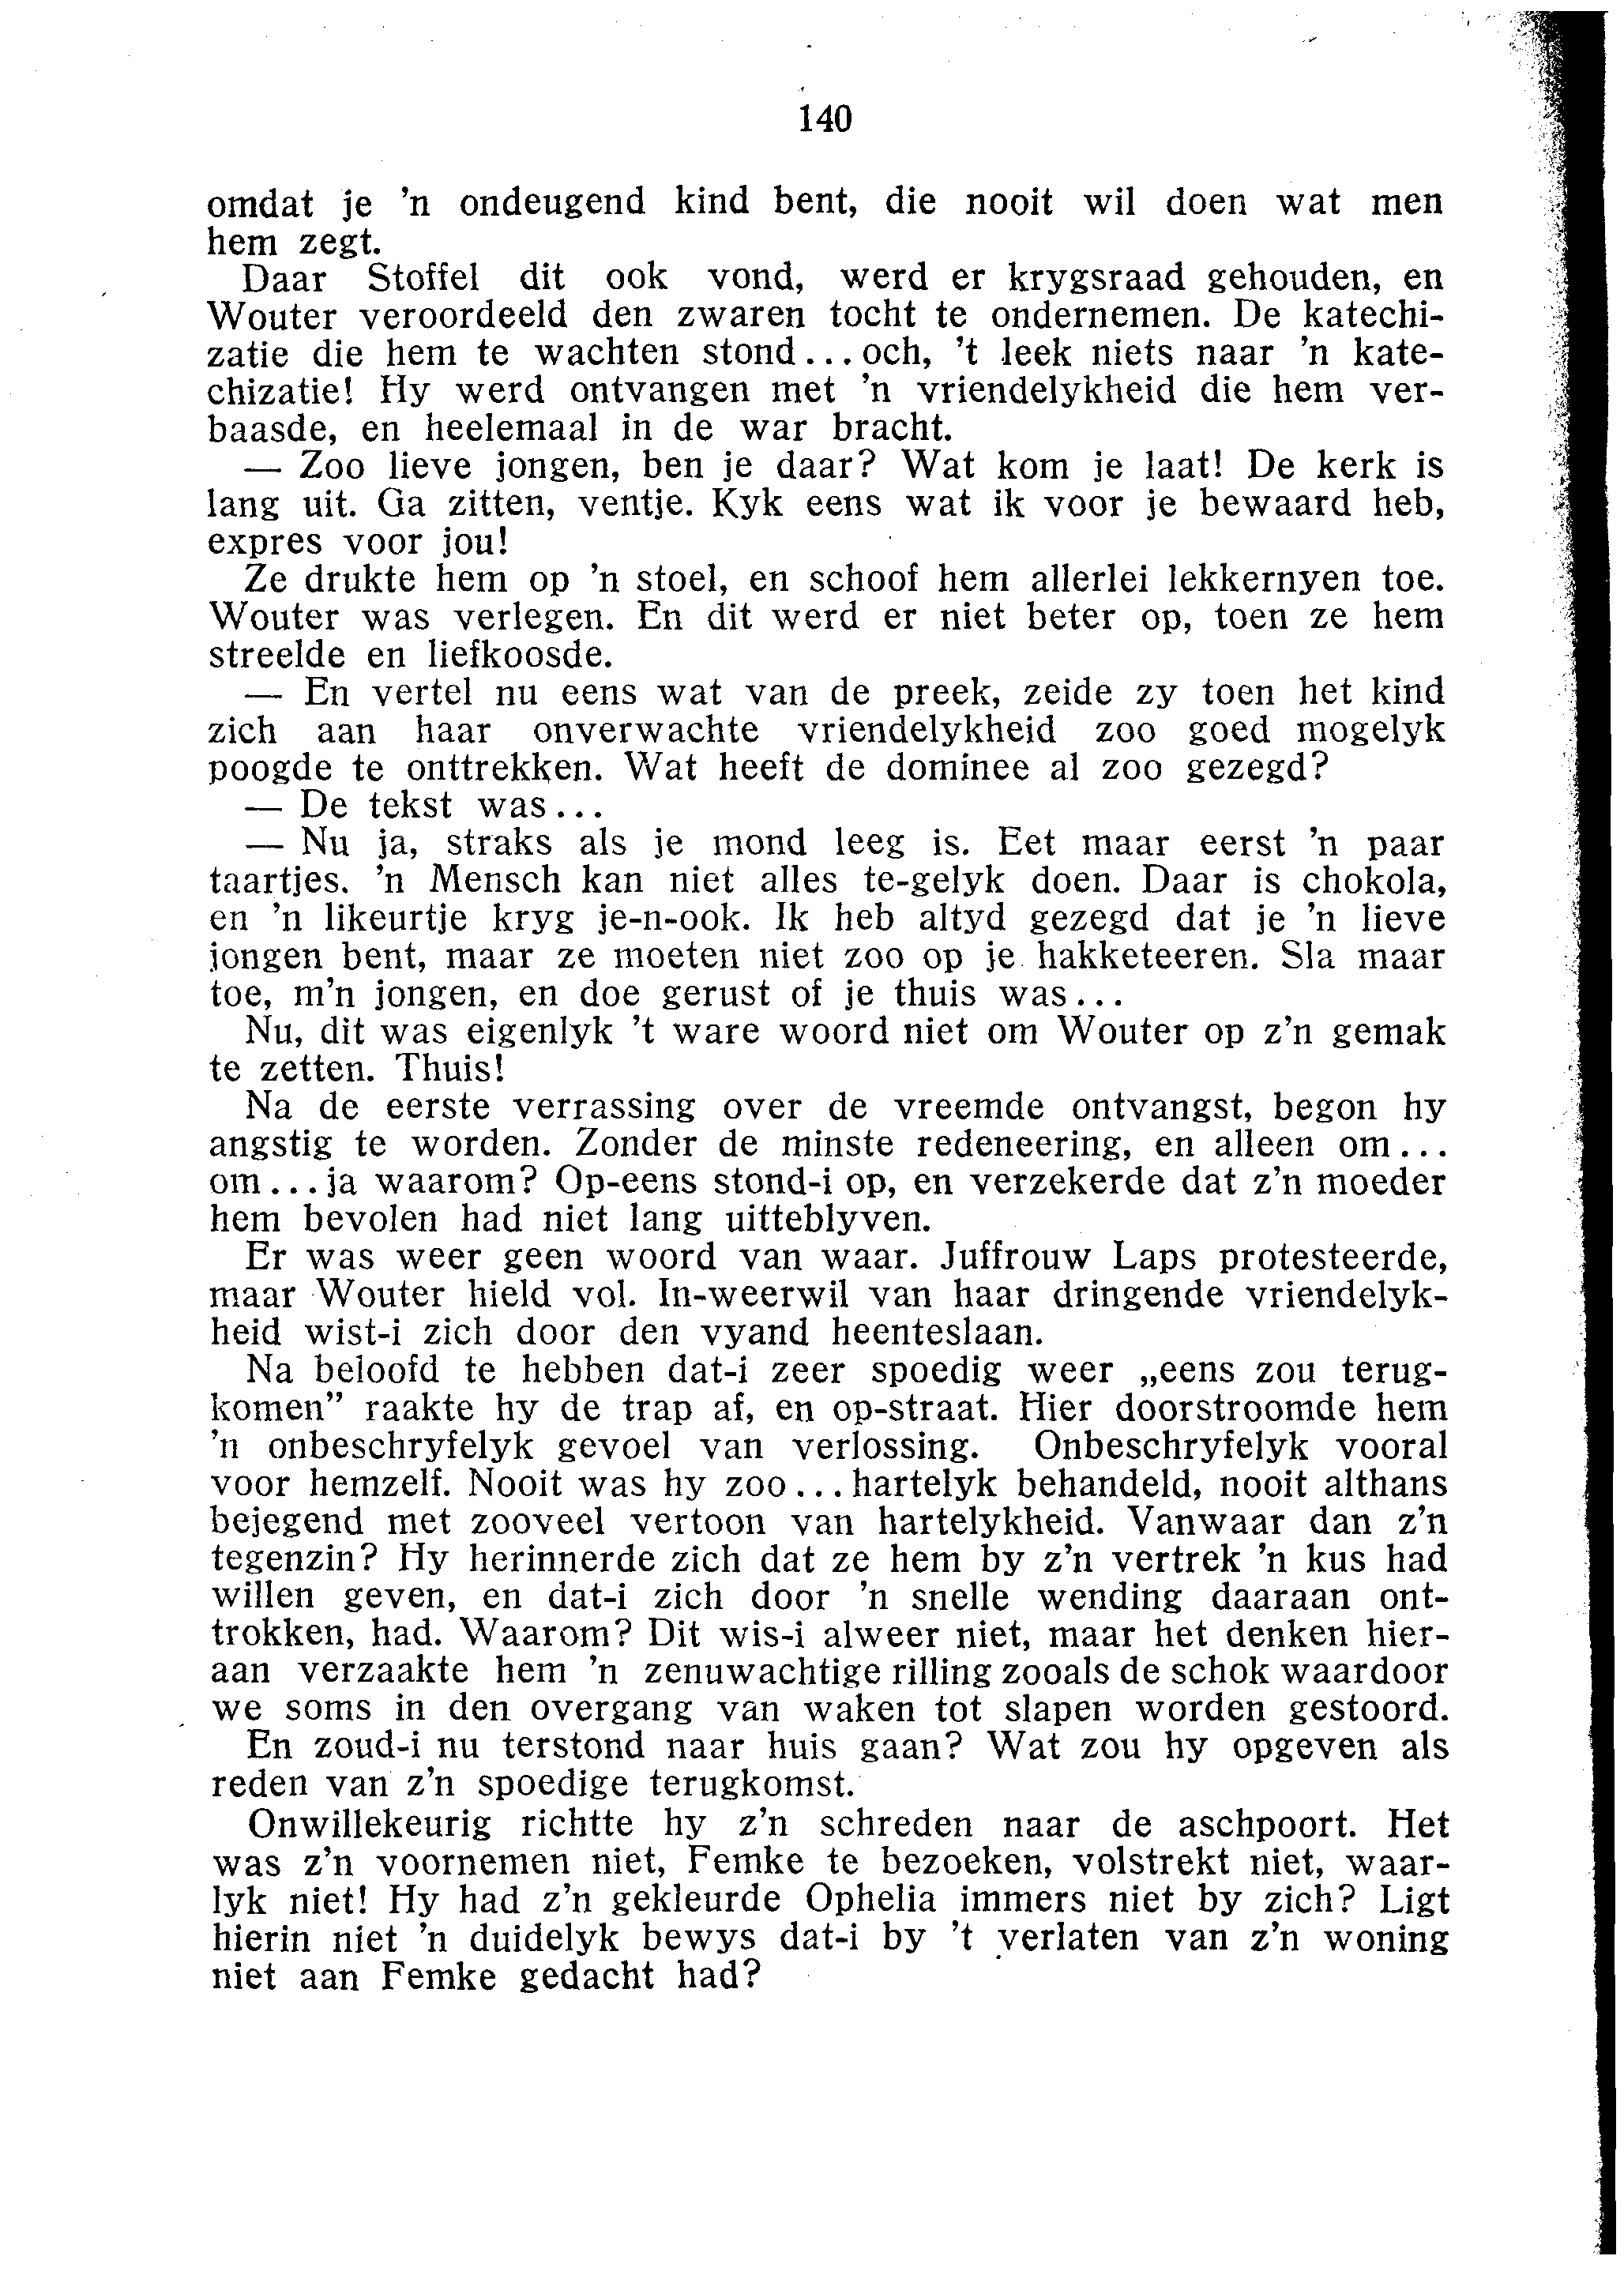 140
omdat je ’n ondeugend kind bent, die nooit wil doen wat men
hem zegt.
Daar Stoffel dit ook vond, werd er krygsraad gehouden, en
Wouter veroordeeld den zwaren tocht te ondernemen. De katechi-
zatie die hem te wachten stond... och, ’t leek niets naar ’n kate-
chizatie! Hy werd ontvangen met ’n vriendelykheid die hem ver-
baasde, en heelemaal in de war bracht.
— Zoo lieve jongen, ben je daar? Wat kom je laat! De kerk is
lang uit. Ga zitten, ventje. Kyk eens wat ik voor je bewaard heb,
expres voor jou!
Ze drukte hem op ’n stoel, en schoof hem allerlei lekkernyen toe.
Wouter was verlegen. En dit werd er niet beter op, toen ze hem
streelde en liefkoosde.
— En vertel nu eens wat van de preek, zeide zy toen het kind
zich aan haar onverwachte vriendelykheid zoo goed mogelyk
poogde te onttrekken. Wat heeft de dominee al zoo gezegd?
— De tekst was...
— Nu ja, straks als je mond leeg is. Eet maar eerst ’n paar
taartjes. ’n Mensch kan niet alles te-gelyk doen. Daar is chokola,
en ’n likeurtje kryg je-n-ook. Ik heb altyd gezegd dat je ’n lieve
jongen bent, maar ze moeten niet zoo op je hakketeeren. Sla maar
toe, m’n jongen, en doe gerust of je thuis was...
Nu, dit was eigenlyk ’t ware woord niet om Wouter op z’n gemak
te zetten. Thuis!
Na de eerste verrassing over de vreemde ontvangst, begon hy
angstig te worden. Zonder de minste redeneering, en alleen om...
om... ja waarom? Op-eens stond-i op, en verzekerde dat z’n moeder
hem bevolen had niet lang uitteblyven.
Er was weer geen woord van waar. Juffrouw Laps protesteerde,
maar Wouter hield vol. In-weerwil van haar dringende vriendelyk-
heid wist-i zich door den vyand heenteslaan.
Na beloofd te hebben dat-i zeer spoedig weer „eens zou terug-
komen” raakte hy de trap af, en op-straat. Hier doorstroomde hem
’n onbeschryfelyk gevoel van verlossing. Onbeschryfelyk vooral
voor hemzelf. Nooit was hy zoo... hartelyk behandeld, nooit althans
bejegend met zooveel vertoon van hartelykheid. Vanwaar dan z’n
tegenzin? Hy herinnerde zich dat ze hem by z’n vertrek ’n kus had
willen geven, en dat-i zich door ’n snelle wending daaraan ont-
trokken, had. Waarom? Dit wis-i alweer niet, maar het denken hier-
aan verzaakte hem ’n zenuwachtige rilling zooals de schok waardoor
we soms in den overgang van waken tot slapen worden gestoord.
En zoud-i nu terstond naar huis gaan? Wat zou hy opgeven als
reden van z’n spoedige terugkomst.
Onwillekeurig richtte hy z’n schreden naar de aschpoort. Het
was z’n voornemen niet, Femke te bezoeken, volstrekt niet, waar-
lyk niet! Hy had z’n gekleurde Ophelia immers niet by zich? Ligt
hierin niet ’n duidelyk bewys dat-i by ’t verlaten van z’n woning
niet aan Femke gedacht had?